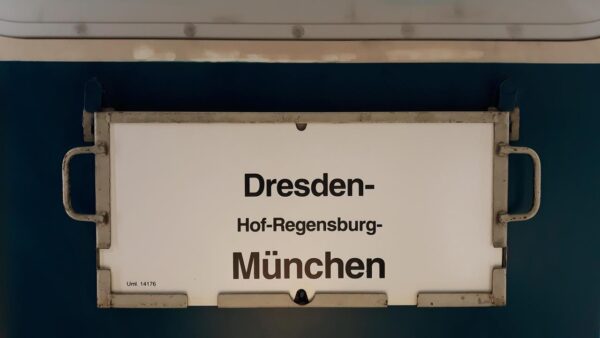 Dresden-
Hof-Regensburg-
München
Uml. 14176